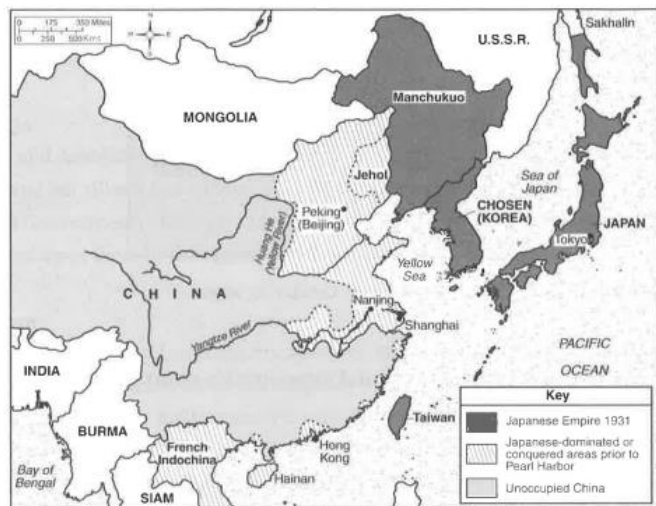 0 175 350 Miles
0 250 500 Kms
N
W E
S
Sakhalin
U.S.S.R.
MONGOLIA
Manchukuo
Jehol
Sea of
Japan
Peking
(Beijing)
CHOSEN
(KOREA)
JAPAN
Tokyo
Huang He
(Yellow River)
Yellow
Sea
CHINA
Nanjing
Shanghai
Yangtze River
PACIFIC
OCEAN
INDIA
BURMA
Taiwan
French
Indochina
Hong
Kong
Bay of
Bengal
Hainan
SIAM
Key
Japanese Empire 1931
Japanese-dominated or
conquered areas prior to
Pearl Harbor
Unoccupied China